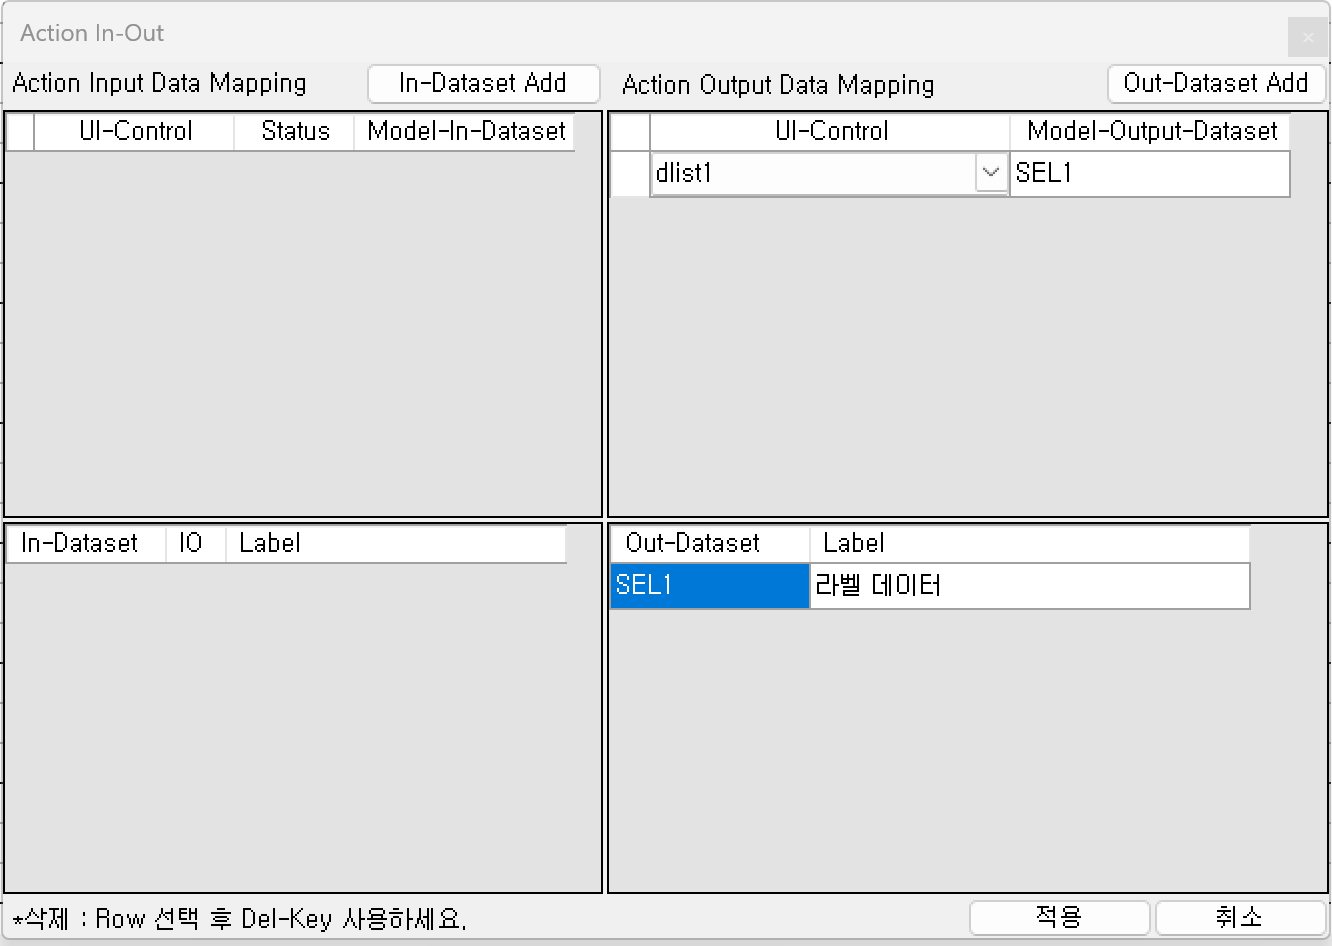 Action In-Out
Action Input Data Mapping In-Dataset Add
UI-Control Status Model-In-Dataset
Action Output Data Mapping Out-Dataset Add
UI-Control Model-Output-Dataset
dlist1 SEL1
In-Dataset IO Label
Out-Dataset Label
SEL1 라벨 데이터
*삭제 : Row 선택 후 Del-Key 사용하세요.
적용 취소